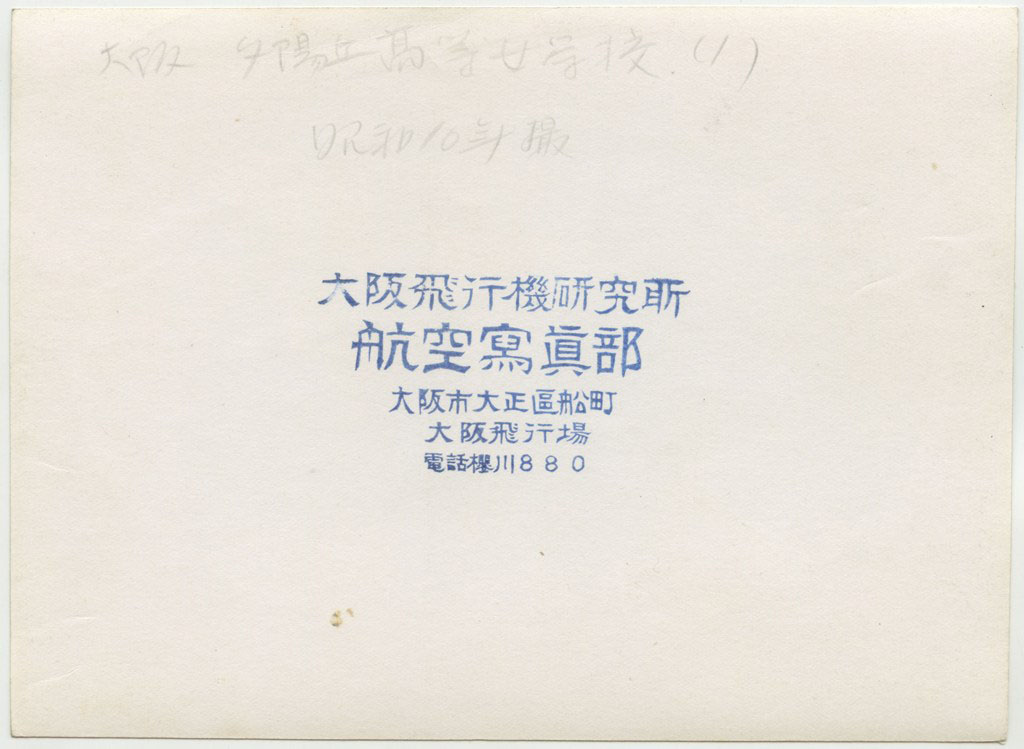 大阪 夕陽丘高等女学校.(1)
昭和10年撮
大阪飛行機研究所
航空寫眞部
大阪市大正區船町
大阪飛行場
電話櫻川880